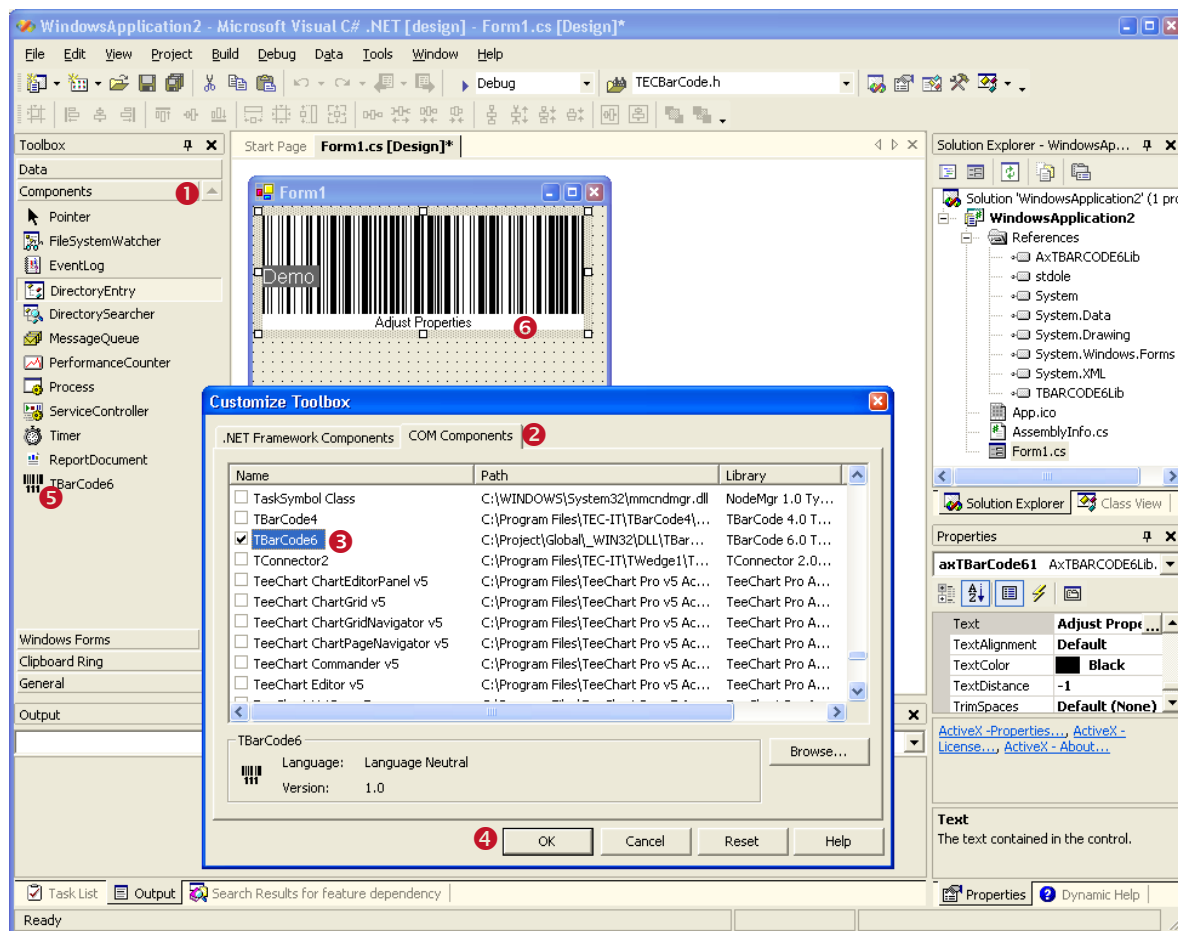 WindowsApplication2 - Microsoft Visual C# .NET [design] - Form1.cs [Design]*
File Edit View Project Build Debug Data Tools Window Help
Debug TECBarCode.h
Toolbox
Data
Components 1
Pointer
FileSystemWatcher
EventLog
DirectoryEntry
DirectorySearcher
MessageQueue
PerformanceCounter
Process
ServiceController
Timer
ReportDocument
TBarCode6
5
Windows Forms
Clipboard Ring
General
Start Page Form1.cs [Design]*
Form1
Demo
Adjust Properties 6
Customize Toolbox
.NET Framework Components COM Components 2
Name Path Library
TaskSymbol Class C:\WINDOWS\System32\mmcndmgr.dll NodeMgr 1.0 Ty...
TBarCode4 C:\Program Files\TEC-IT\TBarCode4\... TBarCode 4.0 T...
TBarCode6 3 C:\Project\Global\_WIN32\DLL\TBar... TBarCode 6.0 T...
TConnector2 C:\Program Files\TEC-IT\TWedge1\T... TConnector 2.0...
TeeChart ChartEditorPanel v5 C:\Program Files\TeeChart Pro v5 Ac... TeeChart Pro A...
TeeChart ChartGrid v5 C:\Program Files\TeeChart Pro v5 Ac... TeeChart Pro A...
TeeChart ChartGridNavigator v5 C:\Program Files\TeeChart Pro v5 Ac... TeeChart Pro A...
TeeChart ChartPageNavigator v5 C:\Program Files\TeeChart Pro v5 Ac... TeeChart Pro A...
TeeChart Commander v5 C:\Program Files\TeeChart Pro v5 Ac... TeeChart Pro A...
TeeChart Editor v5 C:\Program Files\TeeChart Pro v5 Ac... TeeChart Pro A...
TBarCode6
Language: Language Neutral
Version: 1.0
Browse...
4 OK Cancel Reset Help
Solution Explorer - WindowsAp...
Solution 'WindowsApplication2' (1 pro
WindowsApplication2
References
AxTBARCODE6Lib
stdole
System
System.Data
System.Drawing
System.Windows.Forms
System.XML
TBARCODE6Lib
App.ico
AssemblyInfo.cs
Form1.cs
Solution Explorer Class View
Properties
axTBarCode61 AxTBARCODE6Lib.
Text Adjust Prope...
TextAlignment Default
TextColor Black
TextDistance -1
TrimSpaces Default (None)
ActiveX -Properties..., ActiveX -
License..., ActiveX - About...
Text
The text contained in the control.
Properties Dynamic Help
Output
Task List Output Search Results for feature dependency
Ready